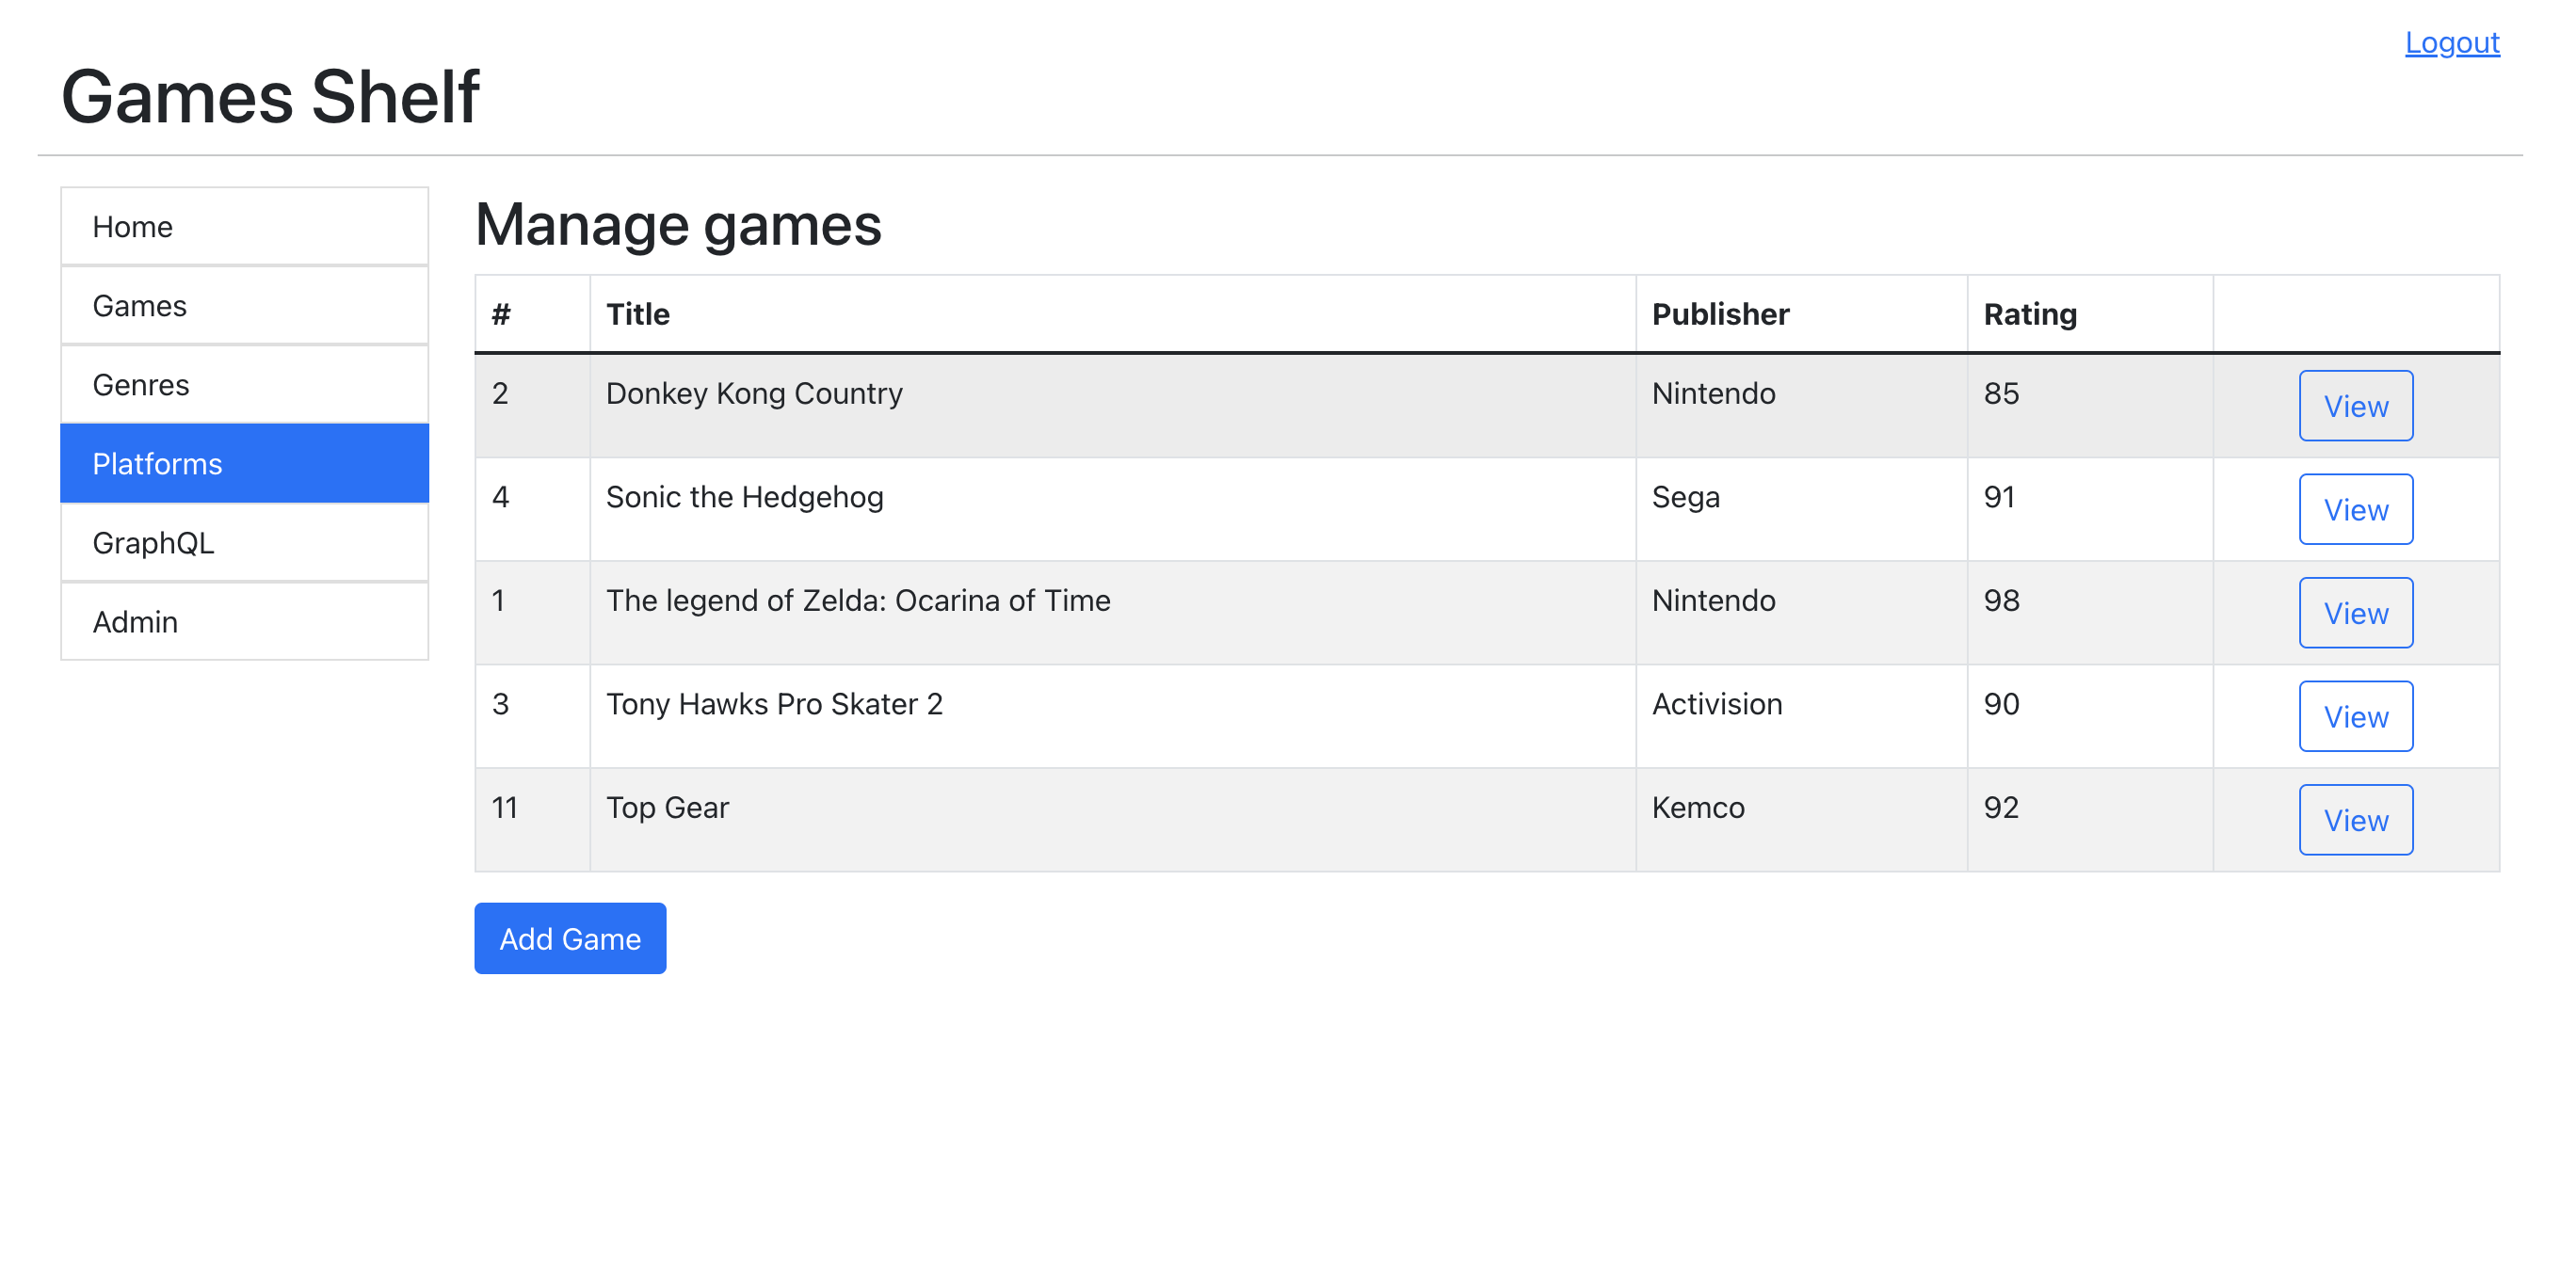 Logout
Games Shelf
Home
Games
Genres
Platforms
GraphQL
Admin
Manage games
# Title Publisher Rating
2 Donkey Kong Country Nintendo 85 View
4 Sonic the Hedgehog Sega 91 View
1 The legend of Zelda: Ocarina of Time Nintendo 98 View
3 Tony Hawks Pro Skater 2 Activision 90 View
11 Top Gear Kemco 92 View
Add Game